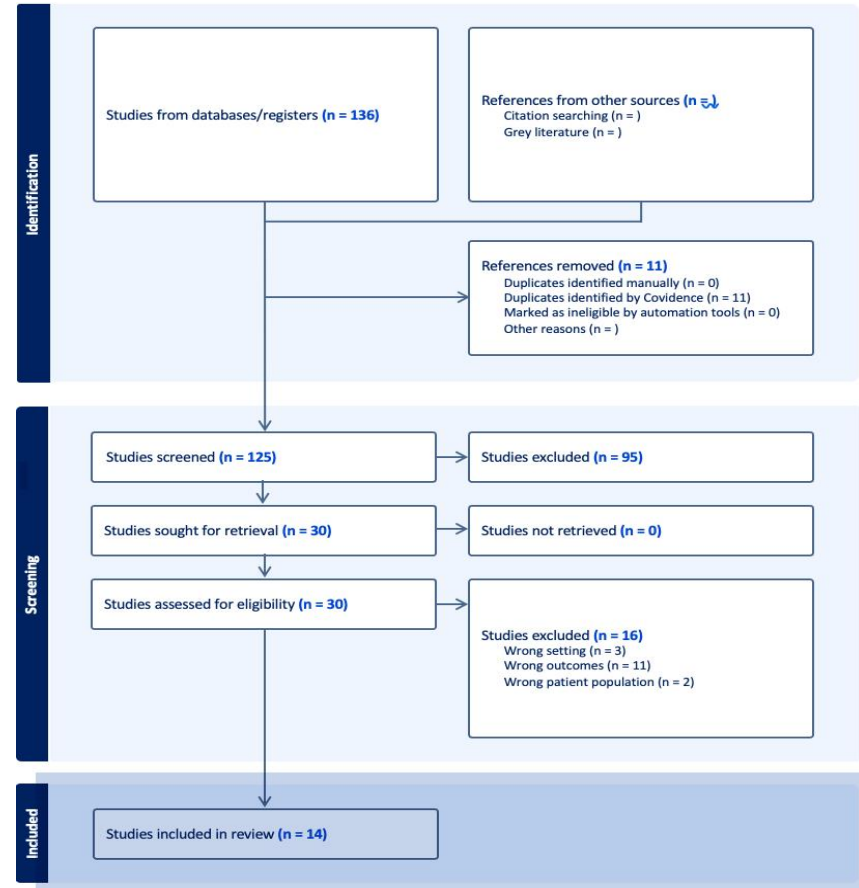 Identification
Studies from databases/registers (n = 136)
References from other sources (n = )
Citation searching (n = )
Grey literature (n = )
References removed (n = 11)
Duplicates identified manually (n = 0)
Duplicates identified by Covidence (n = 11)
Marked as ineligible by automation tools (n = 0)
Other reasons (n = )
Screening
Studies screened (n = 125)
Studies excluded (n = 95)
Studies sought for retrieval (n = 30)
Studies not retrieved (n = 0)
Studies assessed for eligibility (n = 30)
Studies excluded (n = 16)
Wrong setting (n = 3)
Wrong outcomes (n = 11)
Wrong patient population (n = 2)
Included
Studies included in review (n = 14)